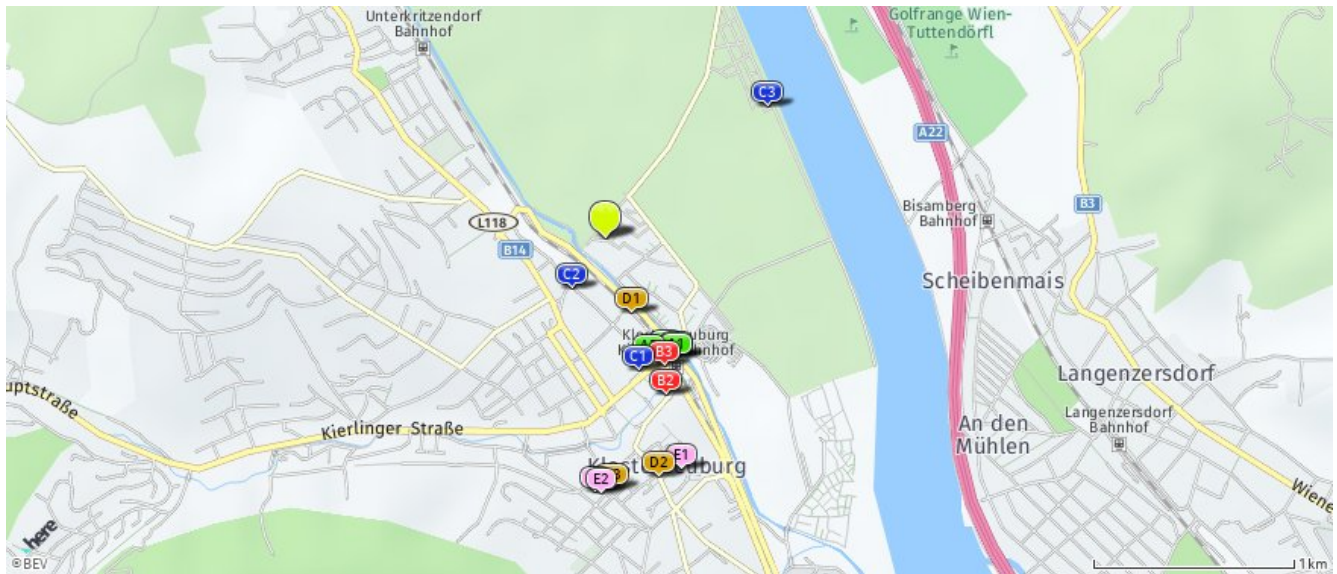 Unterkritzendorf
Bahnhof
Golfrange Wien-
Tuttendörfl
C3
A22
B3
Bisamberg
Bahnhof
L118
B14
C2
Scheibenmais
D1
B3
C1
B2
Langenzersdorf
Langenzersdorf
Bahnhof
An den
Mühlen
Kierlinger Straße
D2
E1
E2
Wiene
here
©BEV
1km